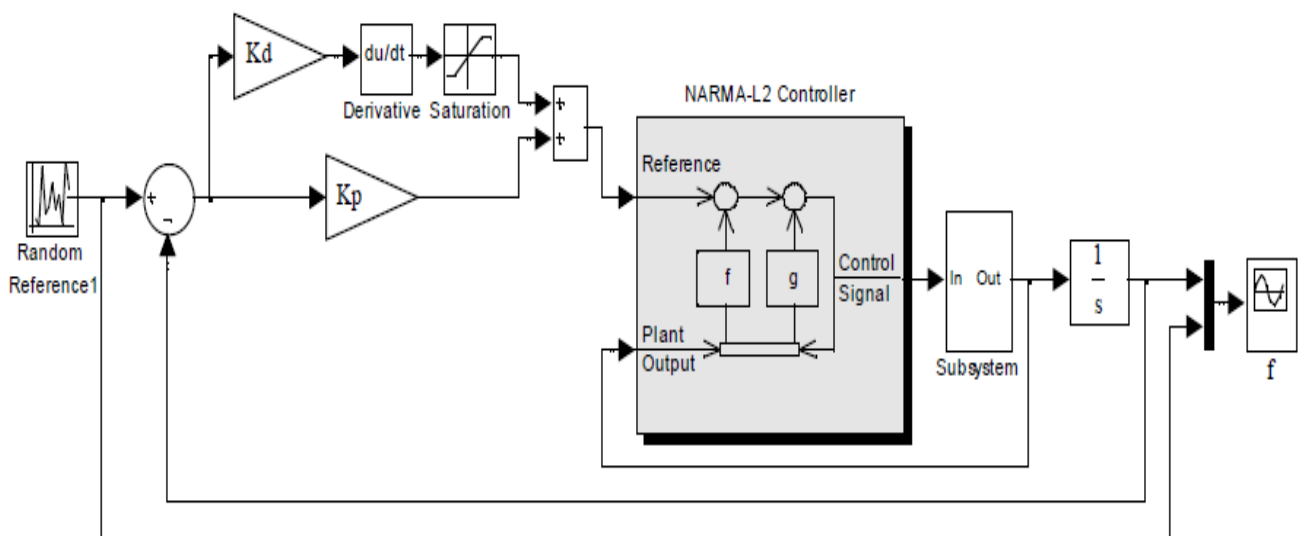 Kd
du/dt
Derivative
Saturation
NARMA-L2 Controller
+
+
Reference
+
-
Kp
Random
Reference1
f
g
Control
Signal
In Out
1
s
Plant
Output
Subsystem
f